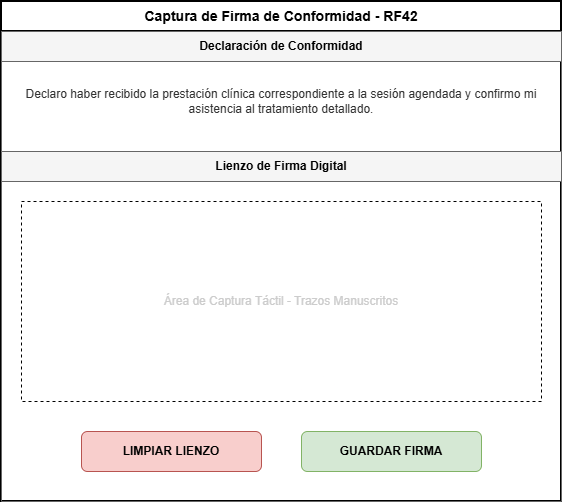 Captura de Firma de Conformidad - RF42
Declaración de Conformidad
Declaro haber recibido la prestación clínica correspondiente a la sesión agendada y confirmo mi
asistencia al tratamiento detallado.
Lienzo de Firma Digital
Área de Captura Táctil - Trazos Manuscritos
LIMPIAR LIENZO
GUARDAR FIRMA